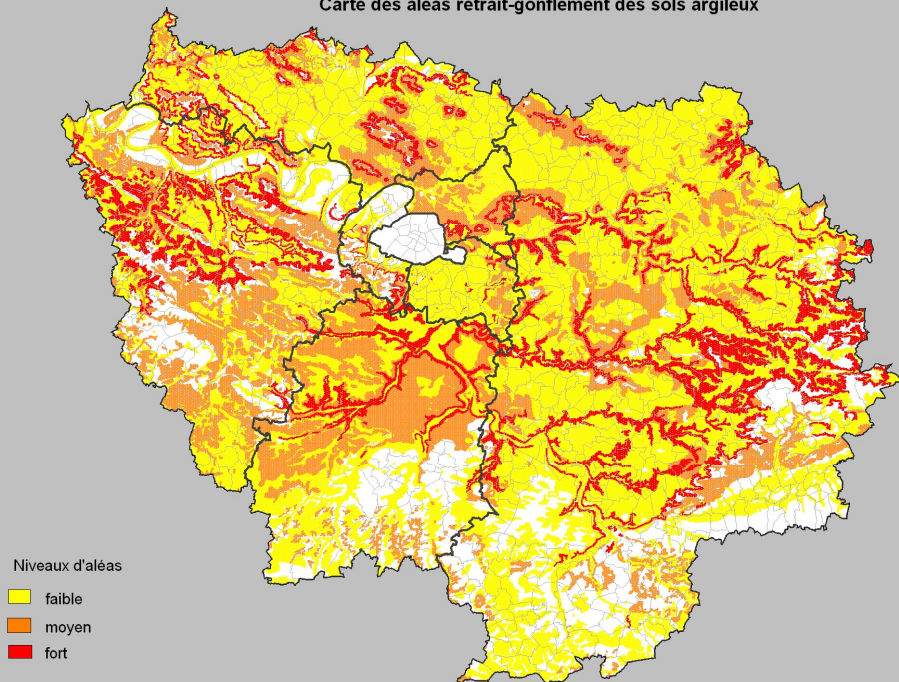 Carte des aléas retrait-gonflement des sols argileux
Niveaux d'aléas
faible
moyen
fort